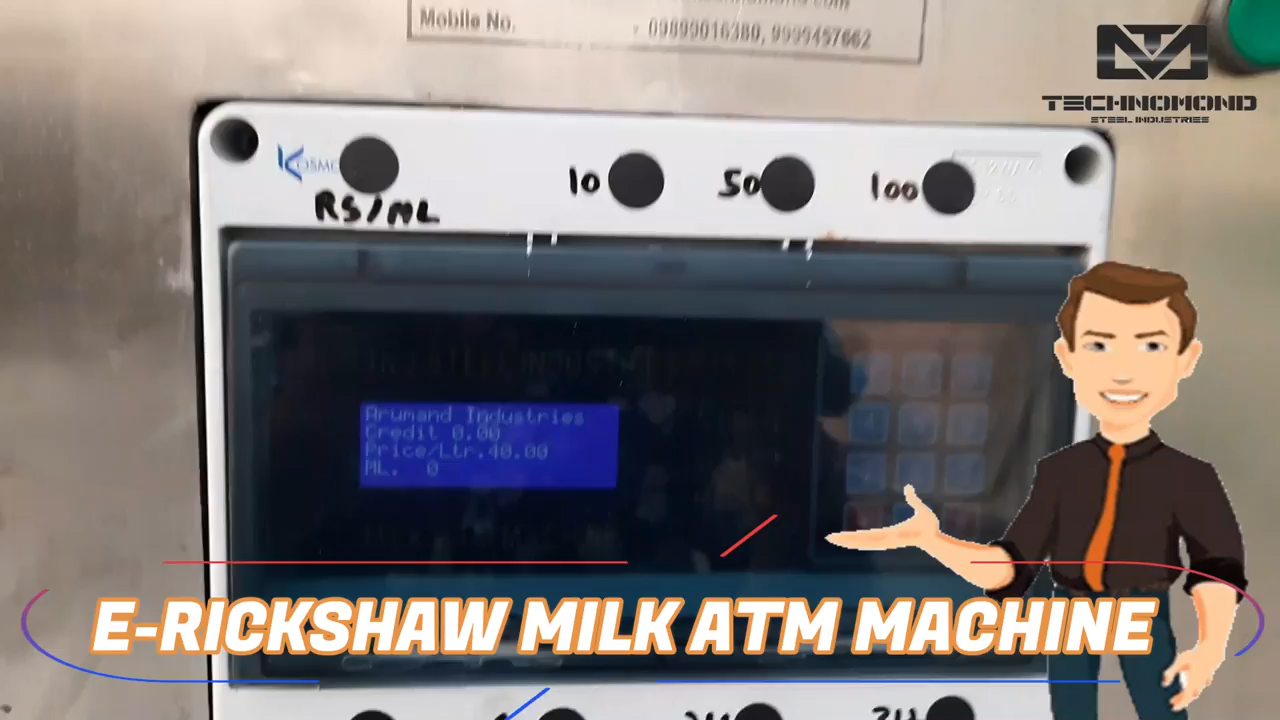 Mobile No. - 09899016380, 9999457662
TECHNOMOND
STEEL INDUSTRIES
KOSMO
RS/ML
10
50
100
Arumand Industries
Credit 0.00
Price/Ltr.40.00
ML. 0
E-RICKSHAW MILK ATM MACHINE